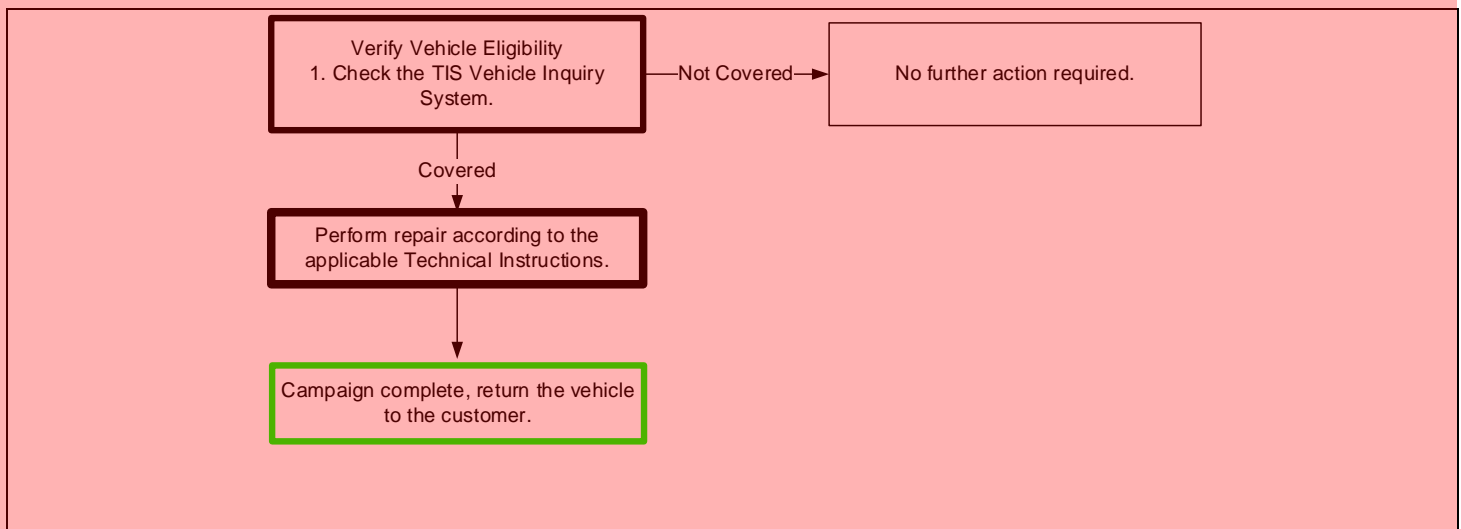 Verify Vehicle Eligibility
1. Check the TIS Vehicle Inquiry
System.
Not Covered
No further action required.
Covered
Perform repair according to the
applicable Technical Instructions.
Campaign complete, return the vehicle
to the customer.